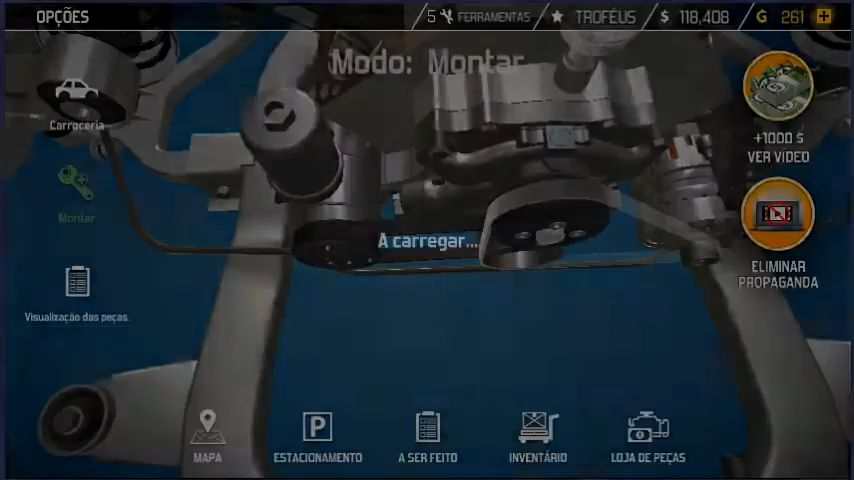 OPÇÕES
5 FERRAMENTAS
TROFÉUS
$ 118,408
G 261
Modo: Montar
Carroceria
+1000 $
VER VÍDEO
Montar
A carregar...
ELIMINAR
PROPAGANDA
Visualização das peças.
MAPA
P
ESTACIONAMENTO
A SER FEITO
INVENTÁRIO
LOJA DE PEÇAS